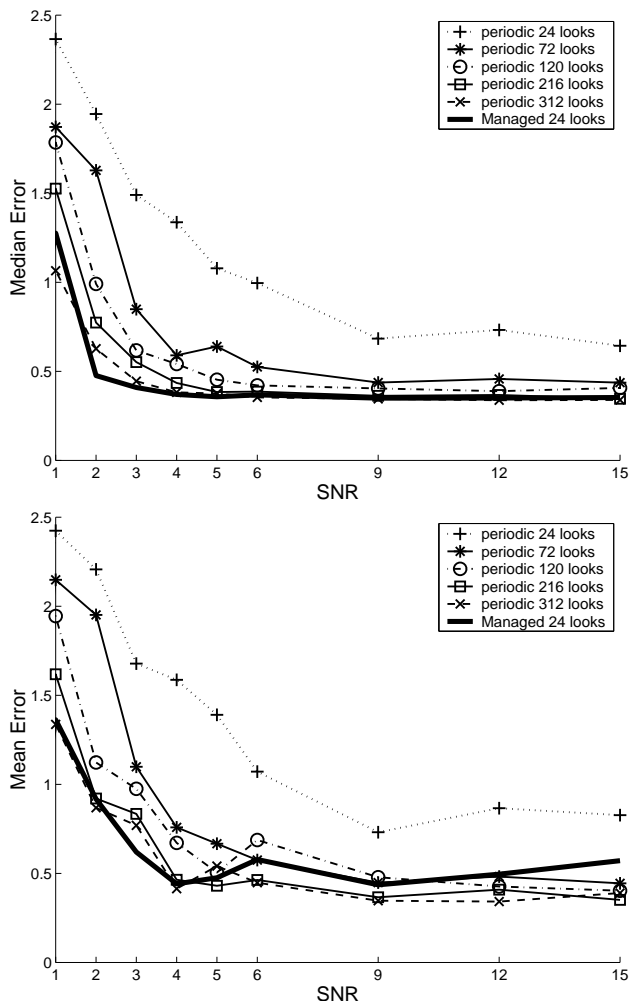 2.5
2
1.5
1
0.5
0
Median Error
1 2 3 4 5 6 9 12 15
SNR
periodic 24 looks
periodic 72 looks
periodic 120 looks
periodic 216 looks
periodic 312 looks
Managed 24 looks
2.5
2
1.5
1
0.5
0
Mean Error
1 2 3 4 5 6 9 12 15
SNR
periodic 24 looks
periodic 72 looks
periodic 120 looks
periodic 216 looks
periodic 312 looks
Managed 24 looks